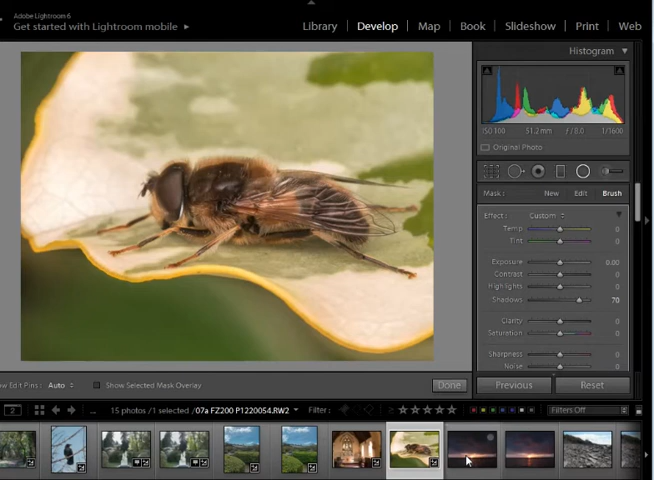 Adobe Lightroom 6
Get started with Lightroom mobile ▸
Library | Develop | Map | Book | Slideshow | Print | Web
Histogram
ISO 100 51.2 mm ƒ / 8.0 1/1600
Original Photo
Mask : New Edit Brush
Effect : Custom
Temp 0
Tint 0
Exposure 0.00
Contrast 0
Highlights 0
Shadows 70
Clarity 0
Saturation 0
Sharpness 0
Noise 0
w Edit Pins : Auto Show Selected Mask Overlay Done
Previous Reset
2 15 photos /1 selected /07a FZ200 P1220054.RW2 Filter : Filters Off